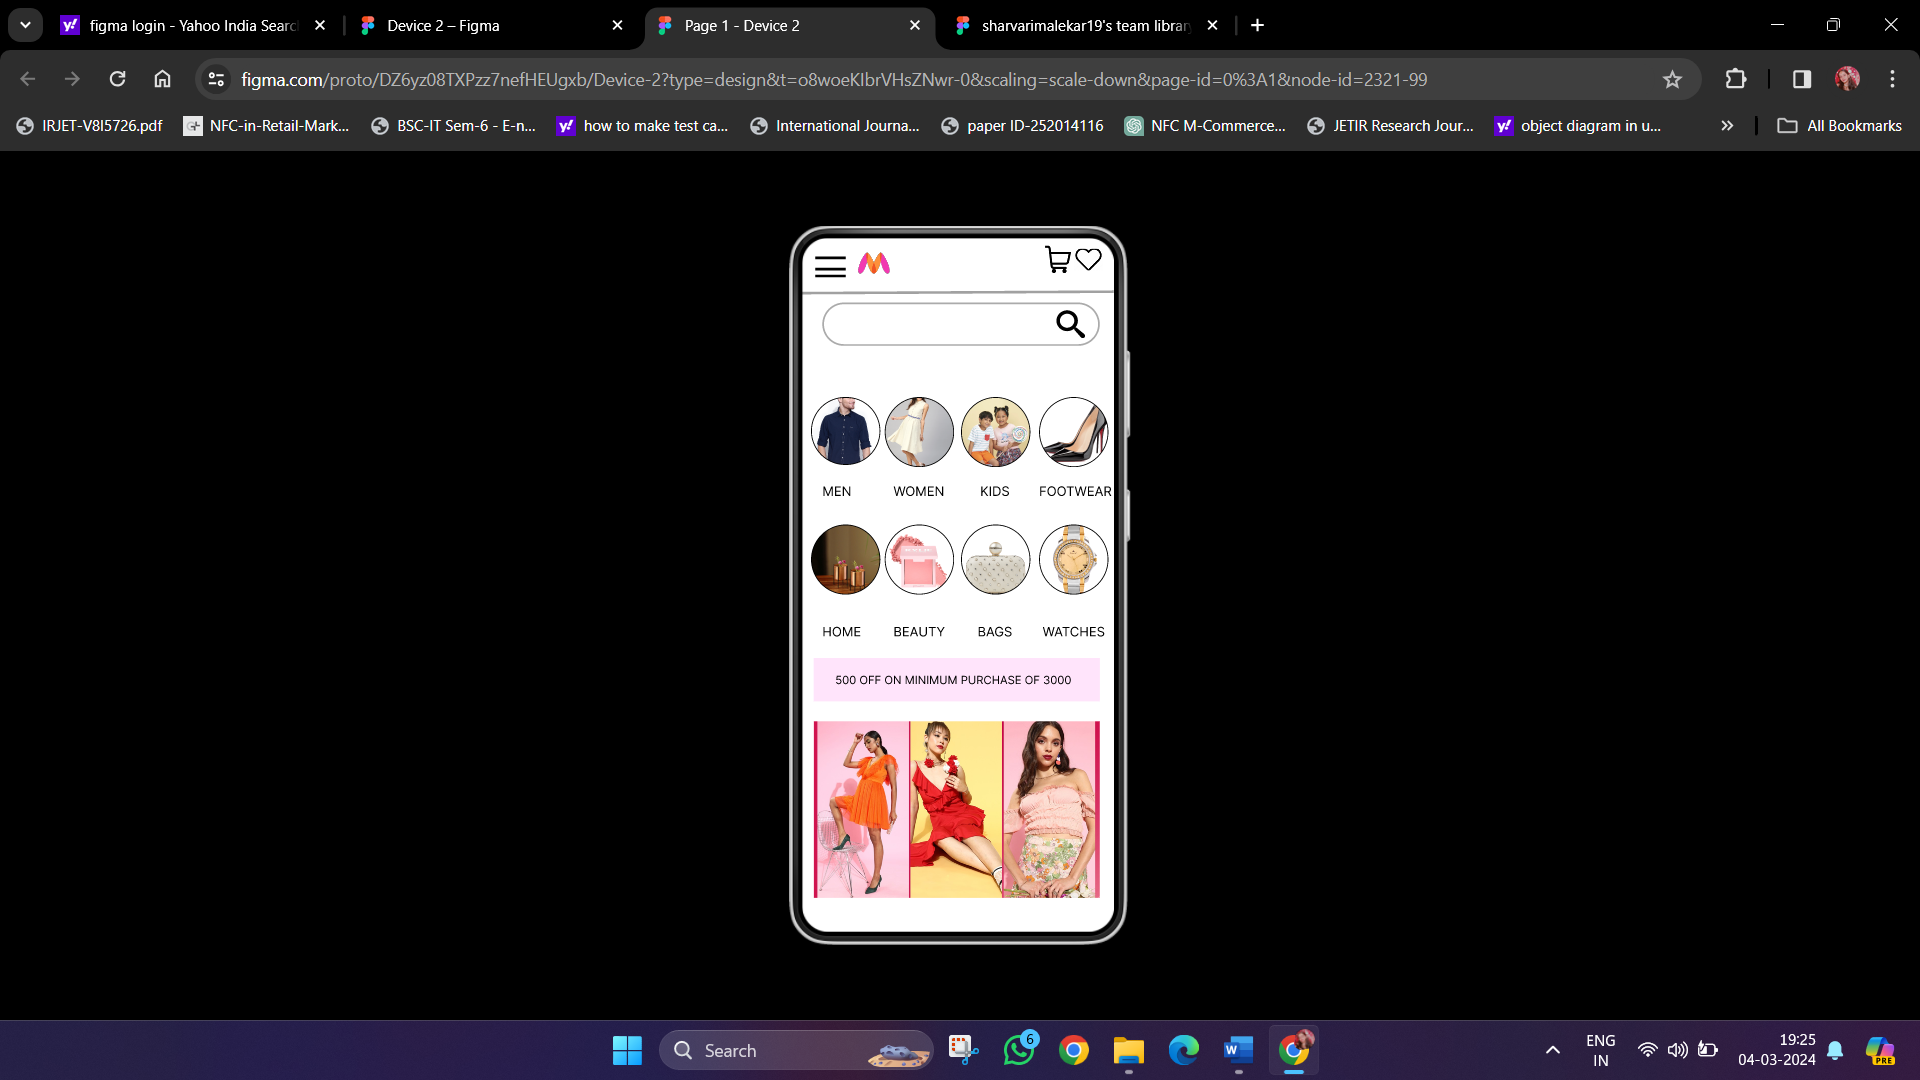 figma login - Yahoo India Searc
Device 2 – Figma
Page 1 - Device 2
sharvarimalekar19's team librar
figma.com/proto/DZ6yz08TXPzz7nefHEUgxb/Device-2?type=design&t=o8woeKIbrVHsZNwr-0&scaling=scale-down&page-id=0%3A1&node-id=2321-99
IRJET-V8I5726.pdf
NFC-in-Retail-Mark...
BSC-IT Sem-6 - E-n...
how to make test ca...
International Journa...
paper ID-252014116
NFC M-Commerce...
JETIR Research Jour...
object diagram in u...
All Bookmarks
MEN WOMEN KIDS FOOTWEAR
HOME BEAUTY BAGS WATCHES
500 OFF ON MINIMUM PURCHASE OF 3000
Search
6
ENG
IN
19:25
04-03-2024
PRE